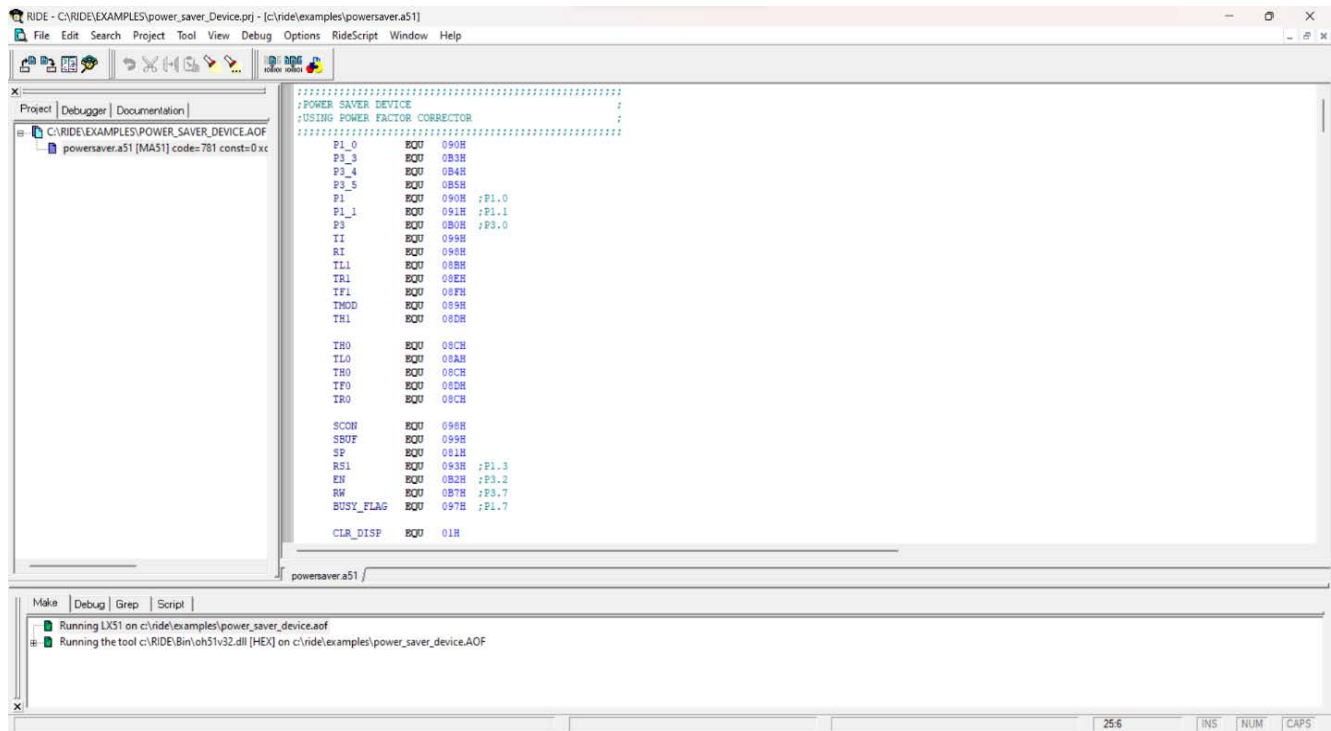 RIDE - C:\RIDE\EXAMPLES\power_saver_Device.prj - [c:\ride\examples\powersaver.a51]
File Edit Search Project Tool View Debug Options RideScript Window Help
Project Debugger Documentation
C:\RIDE\EXAMPLES\POWER_SAVER_DEVICE.AOF
powersaver.a51 [MA51] code=781 const=0 xc
;;;;;;;;;;;;;;;;;;;;;;;;;;;;;;;;;;;;;;;;;;;;;;;;;;;;;;
;POWER SAVER DEVICE ;
;USING POWER FACTOR CORRECTOR ;
;;;;;;;;;;;;;;;;;;;;;;;;;;;;;;;;;;;;;;;;;;;;;;;;;;;;;;
P1_0 EQU 090H
P3_3 EQU 0B3H
P3_4 EQU 0B4H
P3_5 EQU 0B5H
P1 EQU 090H ;P1.0
P1_1 EQU 091H ;P1.1
P3 EQU 0B0H ;P3.0
TI EQU 099H
RI EQU 098H
TL1 EQU 08BH
TR1 EQU 08EH
TF1 EQU 08FH
TMOD EQU 089H
TH1 EQU 08DH
TH0 EQU 08CH
TL0 EQU 08AH
TH0 EQU 08CH
TF0 EQU 08DH
TR0 EQU 08CH
SCON EQU 098H
SBUF EQU 099H
SP EQU 081H
RS1 EQU 093H ;P1.3
EN EQU 0B2H ;P3.2
RW EQU 0B7H ;P3.7
BUSY_FLAG EQU 097H ;P1.7
CLR_DISP EQU 01H
powersaver.a51
Make Debug Grep Script
Running LX51 on c:\ride\examples\power_saver_device.aof
Running the tool c:\RIDE\Bin\oh51v32.dll [HEX] on c:\ride\examples\power_saver_device.AOF
25:6 INS NUM CAPS